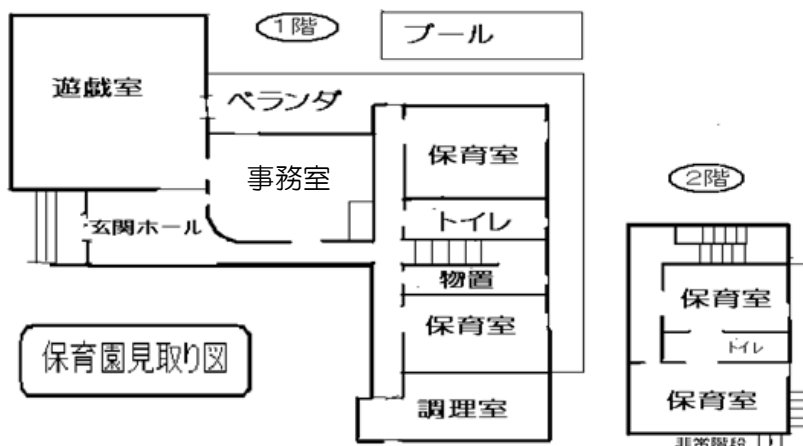 1階
プール
遊戯室
ベランダ
保育室
事務室
2階
トイレ
玄関ホール
物置
保育室
保育室
トイレ
保育園見取り図
保育室
調理室
非常階段